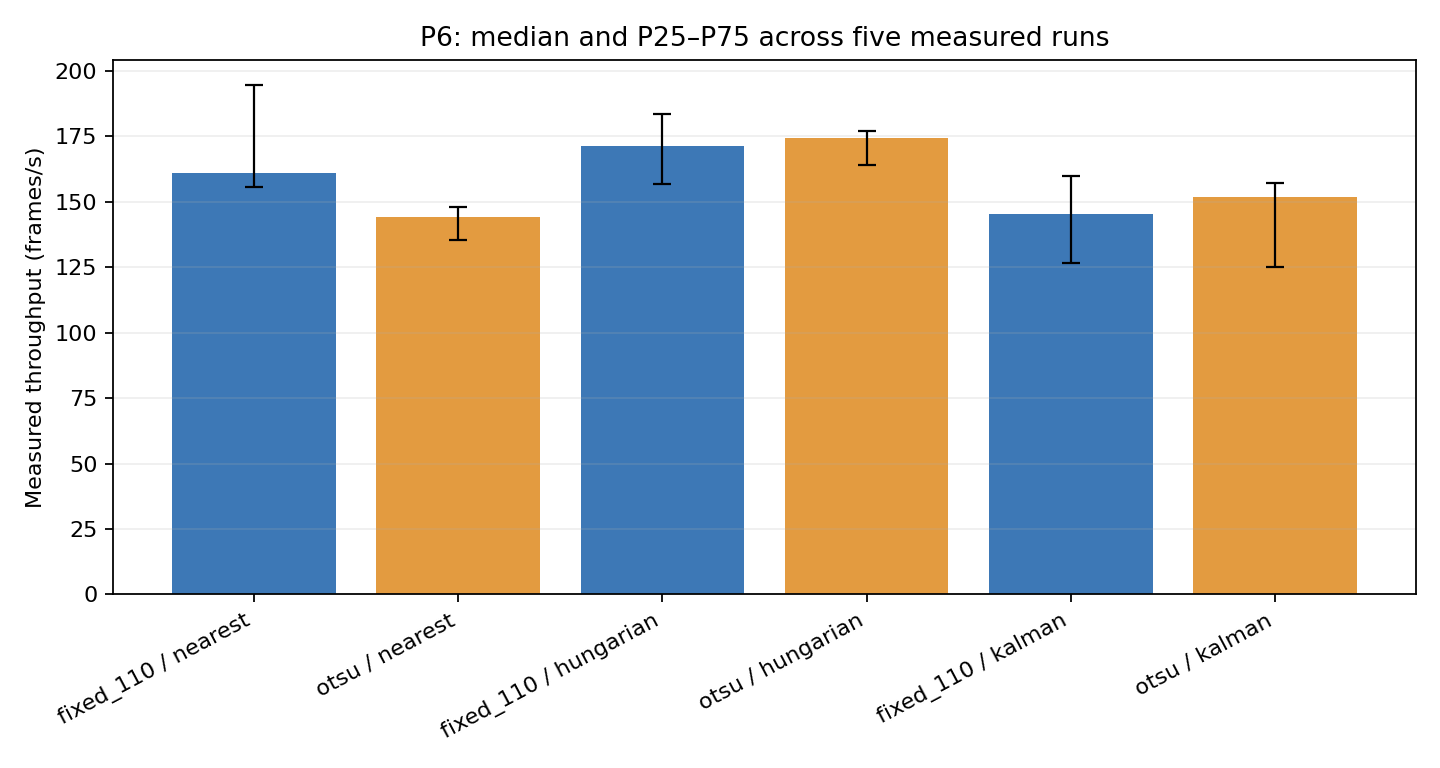 P6: median and P25–P75 across five measured runs
Measured throughput (frames/s)
200
175
150
125
100
75
50
25
0
fixed_110 / nearest
otsu / nearest
fixed_110 / hungarian
otsu / hungarian
fixed_110 / kalman
otsu / kalman